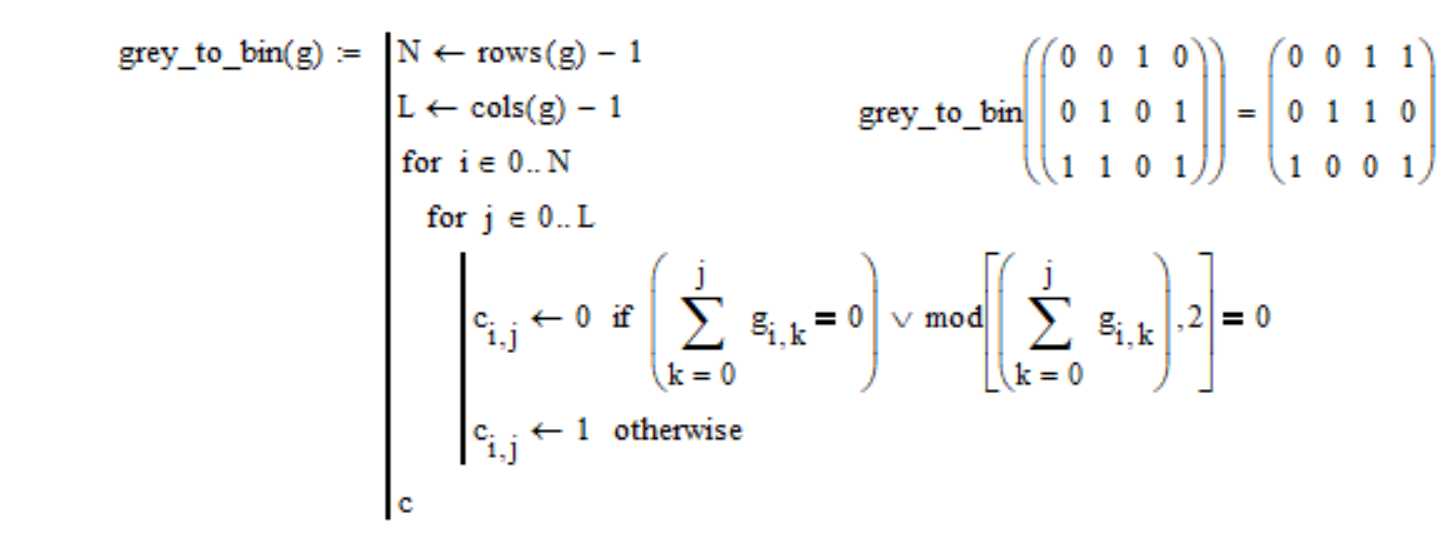 grey_to_bin(g) := N ← rows(g) − 1
L ← cols(g) − 1
for i ∈ 0.. N
for j ∈ 0.. L
c_{i,j} ← 0 if (∑_{k = 0}^{j} g_{i,k} = 0) ∨ mod[(∑_{k = 0}^{j} g_{i,k}),2] = 0
c_{i,j} ← 1 otherwise
c
grey_to_bin((
0 0 1 0
0 1 0 1
1 1 0 1
)) = (
0 0 1 1
0 1 1 0
1 0 0 1
)